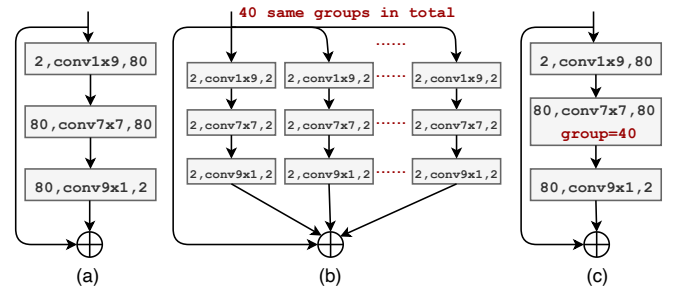 40 same groups in total
2,conv1x9,80
80,conv7x7,80
80,conv9x1,2
(a)
......
2,conv1x9,2 2,conv1x9,2 ...... 2,conv1x9,2
2,conv7x7,2 2,conv7x7,2 ...... 2,conv7x7,2
2,conv9x1,2 2,conv9x1,2 ...... 2,conv9x1,2
(b)
2,conv1x9,80
80,conv7x7,80
group=40
80,conv9x1,2
(c)